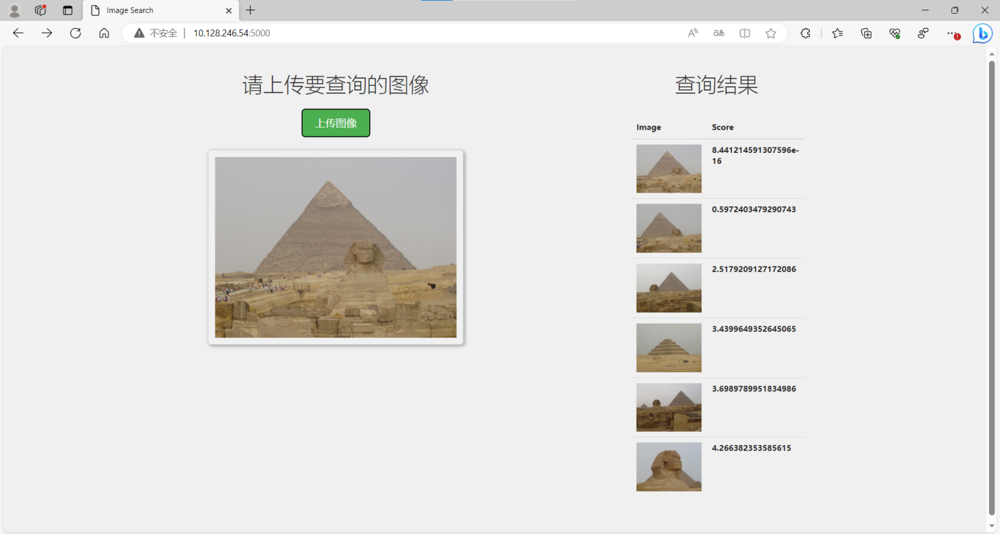 Image Search
不安全
10.128.246.54:5000
请上传要查询的图像
上传图像
查询结果
Image Score
8.441214591307596e-
16
0.5972403479290743
2.5179209127172086
3.4399649352645065
3.6989789951834986
4.266382353585615